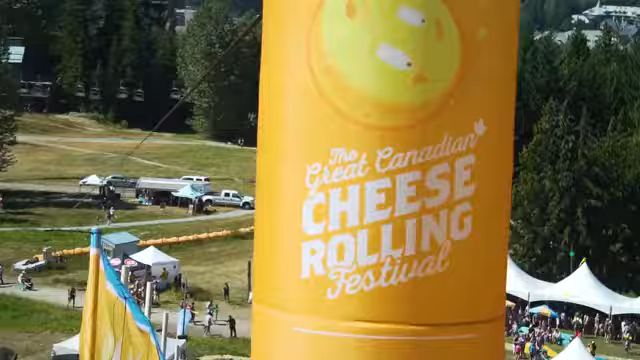 The
Great Canadian
CHEESE
ROLLING
Festival